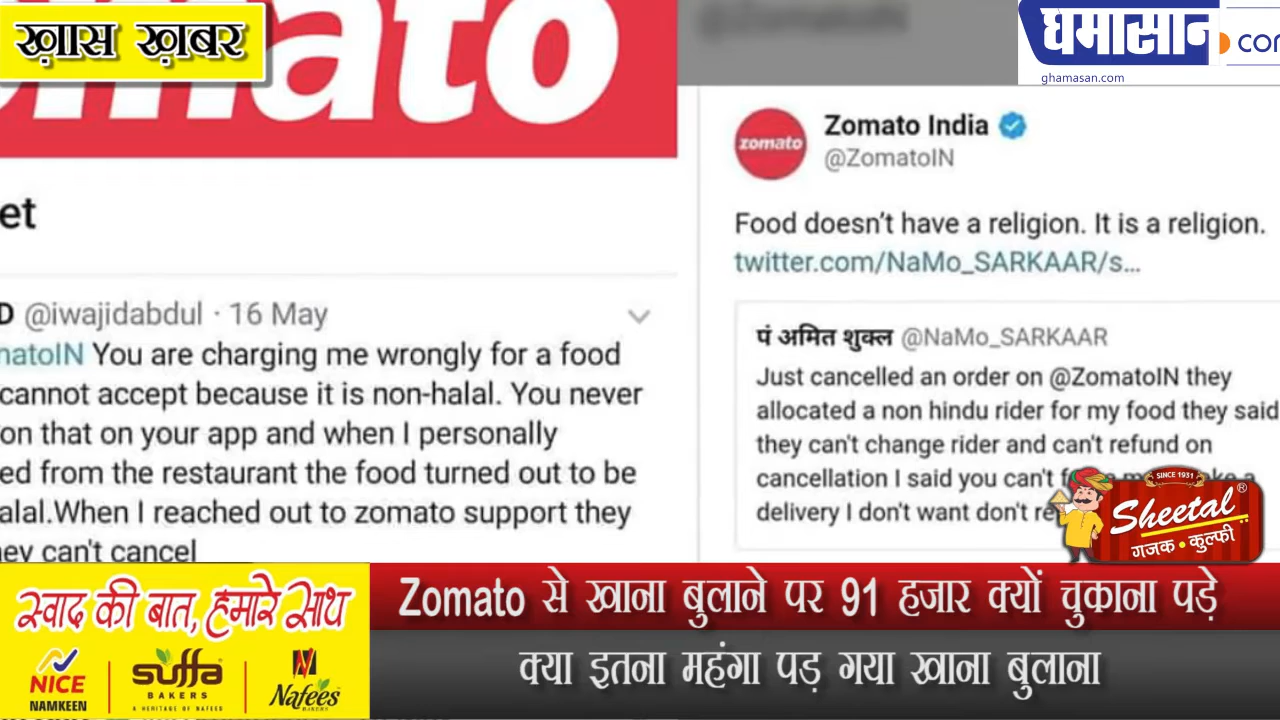 ख़ास ख़बर
omato
et
D @iwajidabdul · 16 May
natoIN You are charging me wrongly for a food
cannot accept because it is non-halal. You never
on that on your app and when I personally
ed from the restaurant the food turned out to be
alal.When I reached out to zomato support they
ey can't cancel
घमासान com
ghamasan.com
zomato
Zomato India
@ZomatoIN
Food doesn't have a religion. It is a religion.
twitter.com/NaMo_SARKAAR/s...
पं अमित शुक्ल @NaMo_SARKAAR
Just cancelled an order on @ZomatoIN they
allocated a non hindu rider for my food they said
they can't change rider and can't refund on
cancellation I said you can't
delivery I don't want don't re
SINCE 1931
Sheetal®
गजक • कुल्फी
स्वाद की बात, हमारे साथ
NICE
NAMKEEN
suffa
BAKERS
A HERITAGE OF NAFEES
Nafees
BAKERS
Zomato से खाना बुलाने पर 91 हजार क्यों चुकाना पड़े
क्या इतना महंगा पड़ गया खाना बुलाना